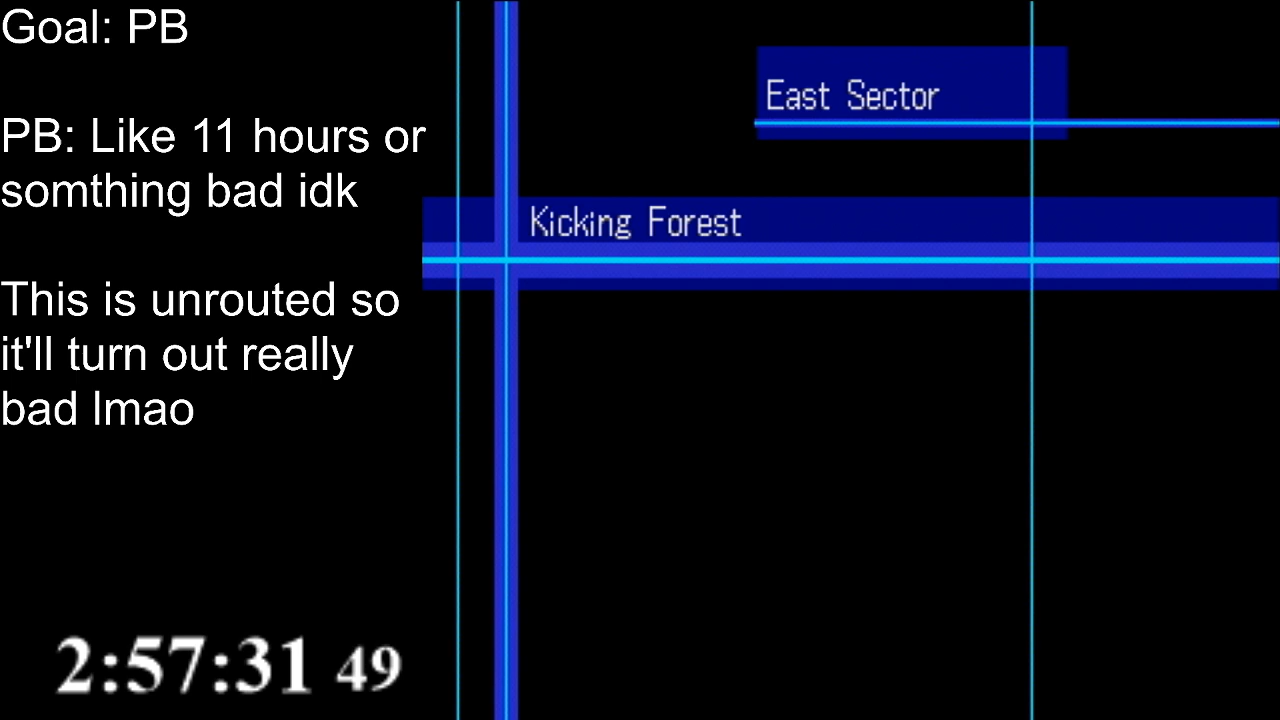 Goal: PB
PB: Like 11 hours or
somthing bad idk
This is unrouted so
it'll turn out really
bad lmao
East Sector
Kicking Forest
2:57:31 49